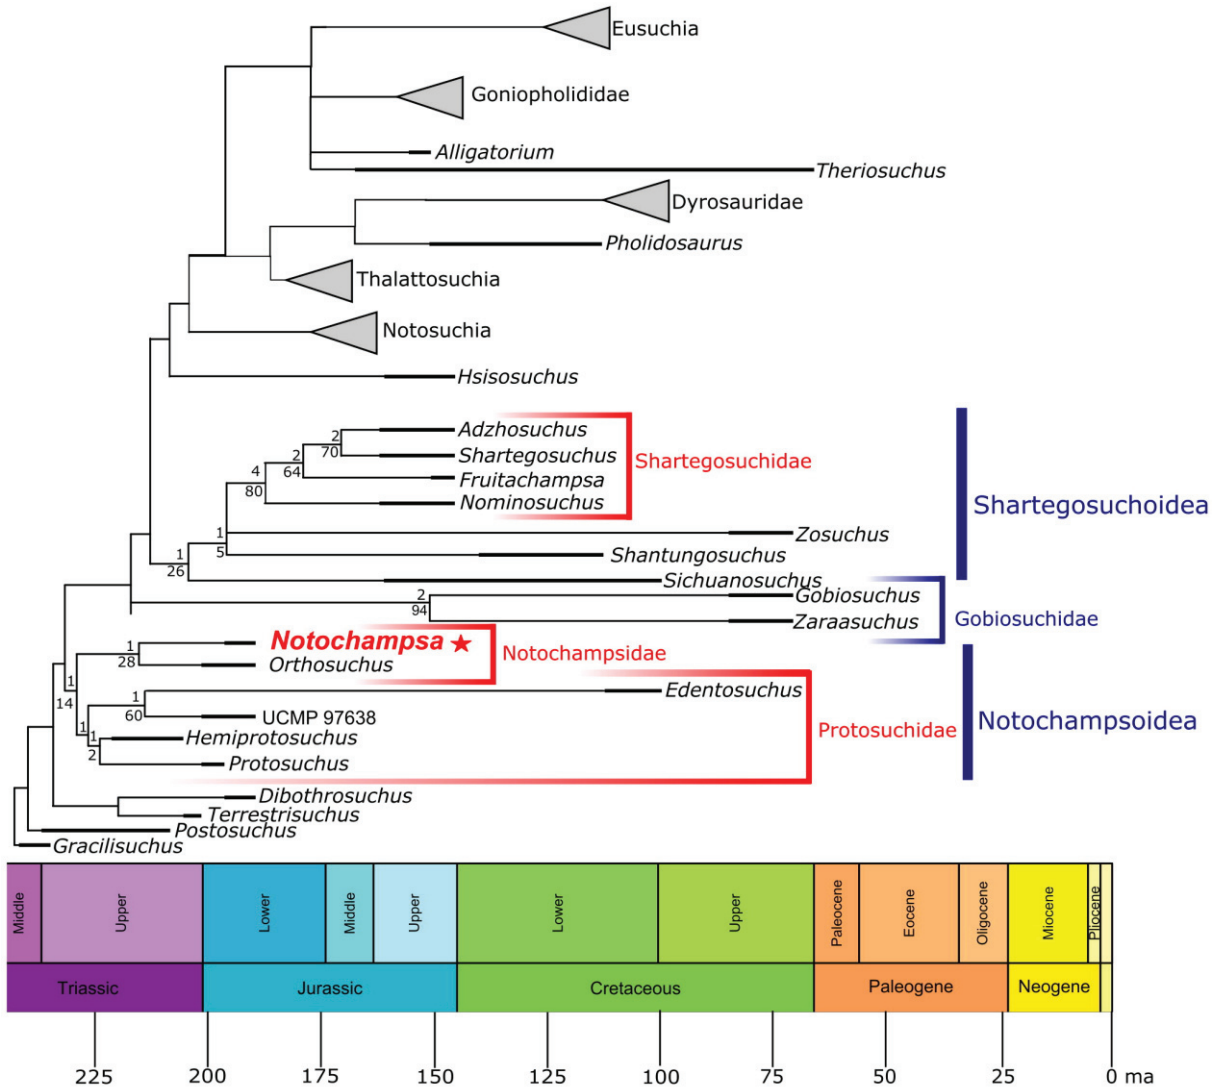 Eusuchia
Goniopholididae
Alligatorium
Theriosuchus
Dyrosauridae
Pholidosaurus
Thalattosuchia
Notosuchia
Hsisosuchus
2
70
Adzhosuchus
Shartegosuchus
Shartegosuchidae
2
64
Fruitachampsa
4
80
Nominosuchus
Shartegosuchoidea
1
5
Zosuchus
Shantungosuchus
1
26
Sichuanosuchus
2
94
Gobiosuchus
Zaraasuchus
Gobiosuchidae
1
28
Notochampsa
Orthosuchus
Notochampsidae
1
14
1
60
Edentosuchus
UCMP 97638
Protosuchidae
Notochampsoidea
1
1
2
Hemiprotosuchus
Protosuchus
Dibothrosuchus
Terrestrisuchus
Postosuchus
Gracilisuchus
Middle
Upper
Lower
Middle
Upper
Lower
Upper
Paleocene
Eocene
Oligocene
Miocene
Pliocene
Triassic
Jurassic
Cretaceous
Paleogene
Neogene
225
200
175
150
125
100
75
50
25
0 ma